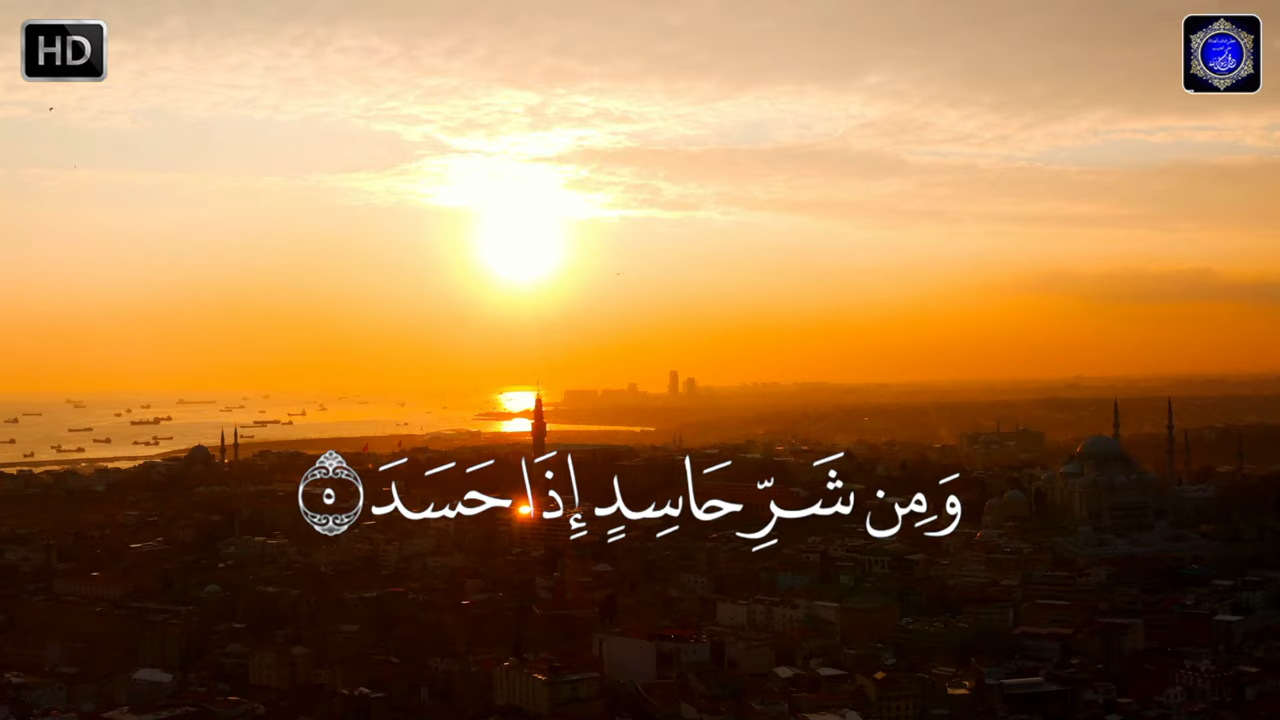 HD
وَمِن شَرِّ حَاسِدٍ إِذَا حَسَدَ ٥